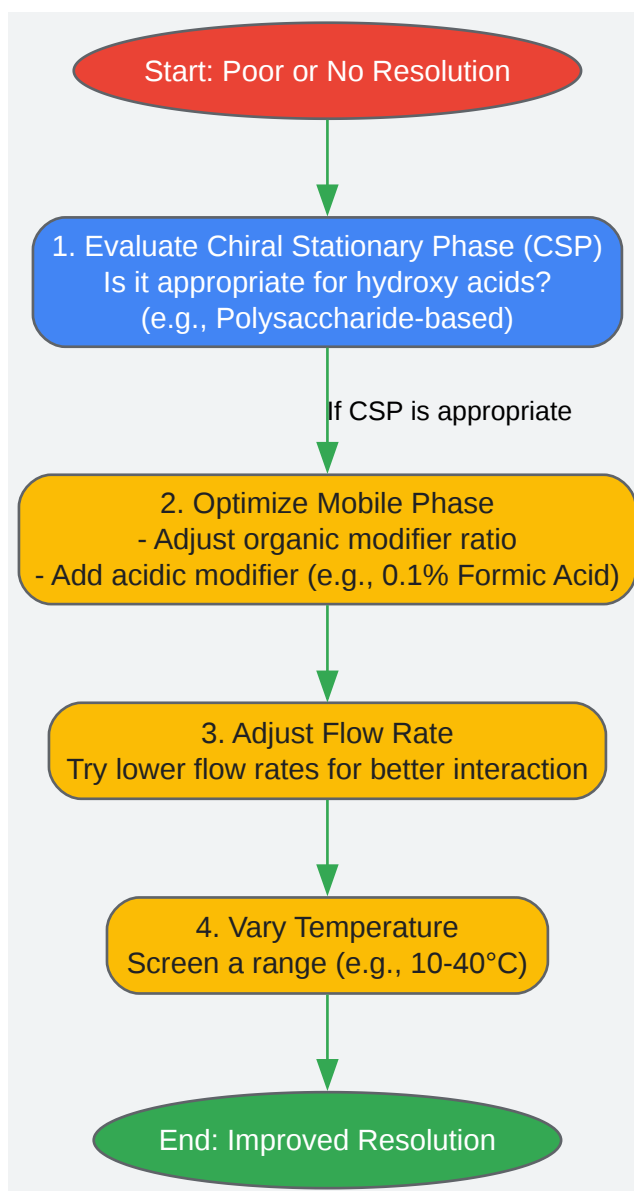 Start: Poor or No Resolution
1. Evaluate Chiral Stationary Phase (CSP)
Is it appropriate for hydroxy acids?
(e.g., Polysaccharide-based)
If CSP is appropriate
2. Optimize Mobile Phase
- Adjust organic modifier ratio
- Add acidic modifier (e.g., 0.1% Formic Acid)
3. Adjust Flow Rate
Try lower flow rates for better interaction
4. Vary Temperature
Screen a range (e.g., 10-40°C)
End: Improved Resolution